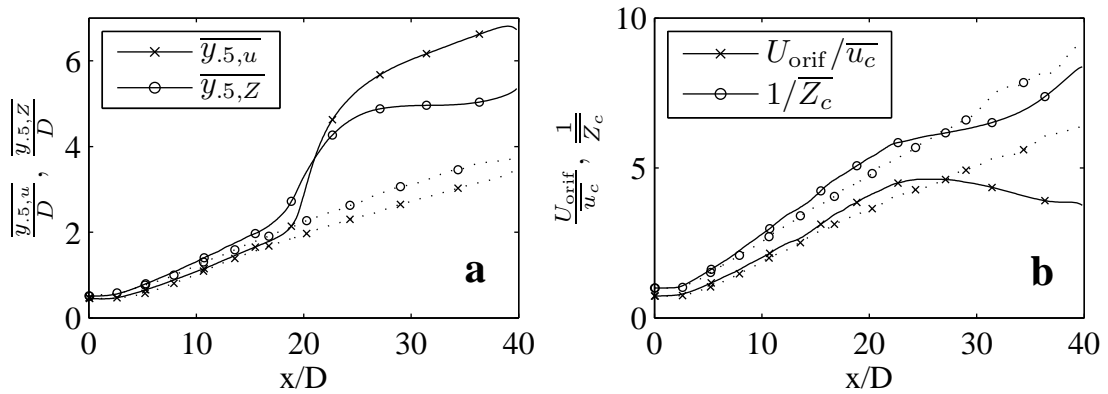 y.5,u/D , y.5,Z/D
6
4
2
0
y.5,u
y.5,Z
a
0 10 20 30 40
x/D
Uorif/uc , 1/Zc
10
5
0
Uorif/uc
1/Zc
b
0 10 20 30 40
x/D